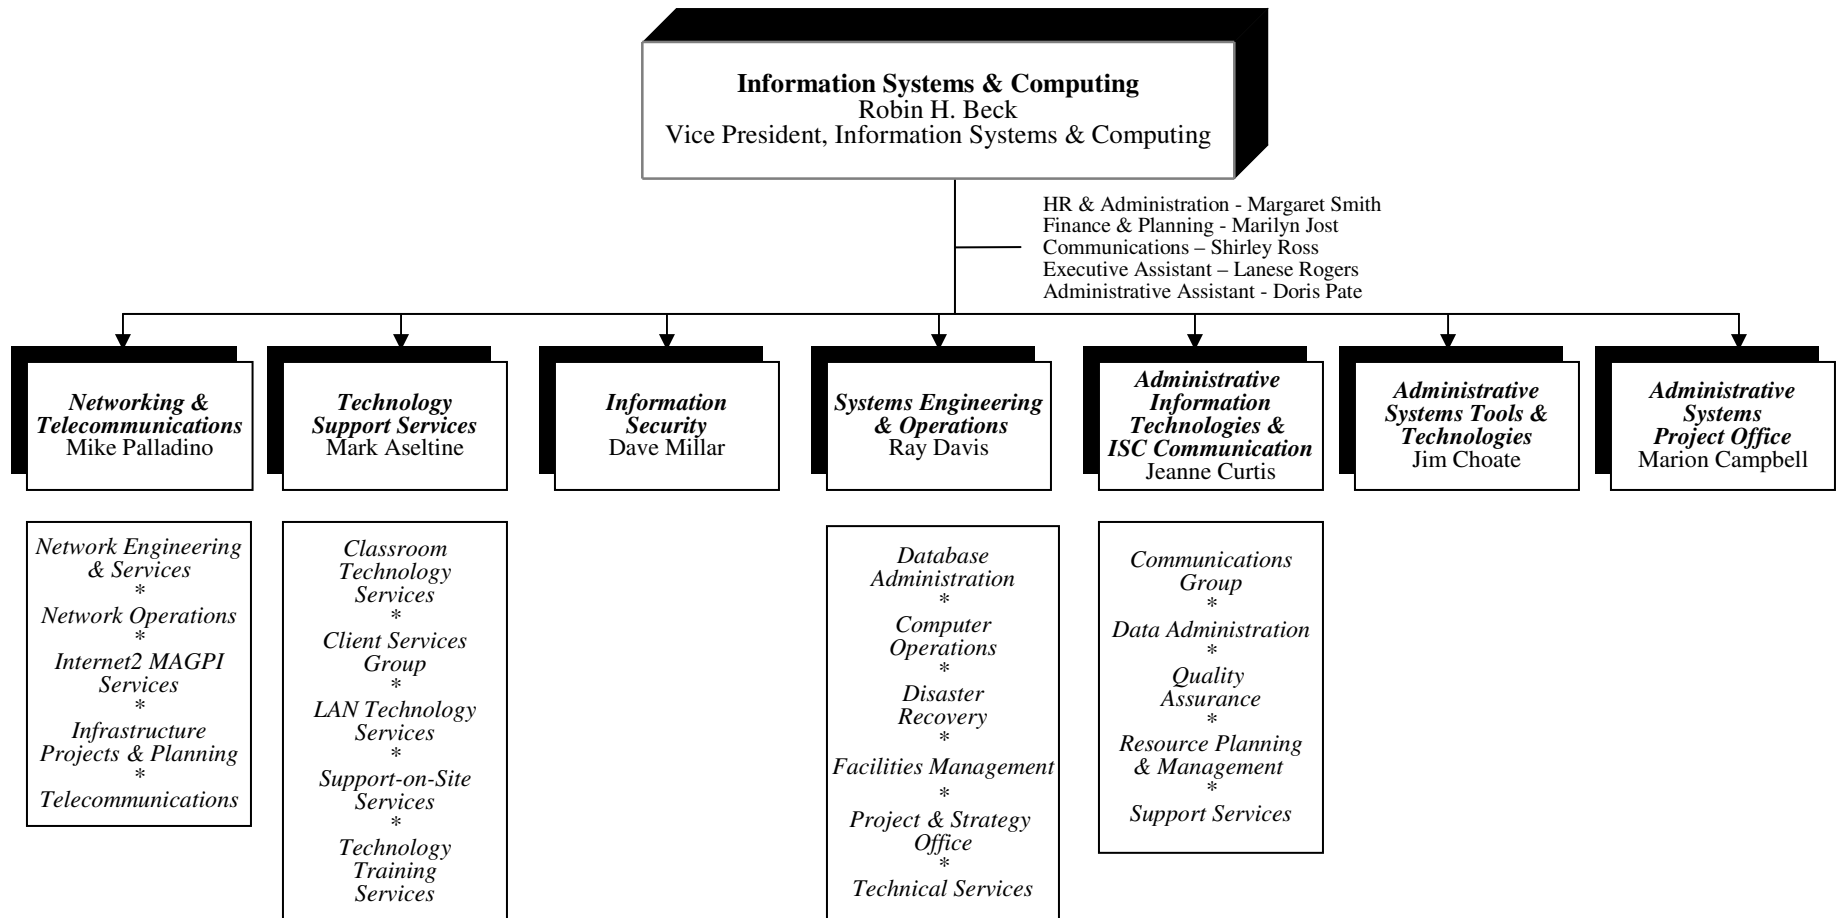 Information Systems & Computing
Robin H. Beck
Vice President, Information Systems & Computing
HR & Administration - Margaret Smith
Finance & Planning - Marilyn Jost
Communications – Shirley Ross
Executive Assistant – Lanese Rogers
Administrative Assistant - Doris Pate
Networking &
Telecommunications
Mike Palladino
Technology
Support Services
Mark Aseltine
Information
Security
Dave Millar
Systems Engineering
& Operations
Ray Davis
Administrative
Information
Technologies &
ISC Communication
Jeanne Curtis
Administrative
Systems Tools &
Technologies
Jim Choate
Administrative
Systems
Project Office
Marion Campbell
Network Engineering
& Services
*
Network Operations
*
Internet2 MAGPI
Services
*
Infrastructure
Projects & Planning
*
Telecommunications
Classroom
Technology
Services
*
Client Services
Group
*
LAN Technology
Services
*
Support-on-Site
Services
*
Technology
Training
Services
Database
Administration
*
Computer
Operations
*
Disaster
Recovery
*
Facilities Management
*
Project & Strategy
Office
*
Technical Services
Communications
Group
*
Data Administration
*
Quality
Assurance
*
Resource Planning
& Management
*
Support Services